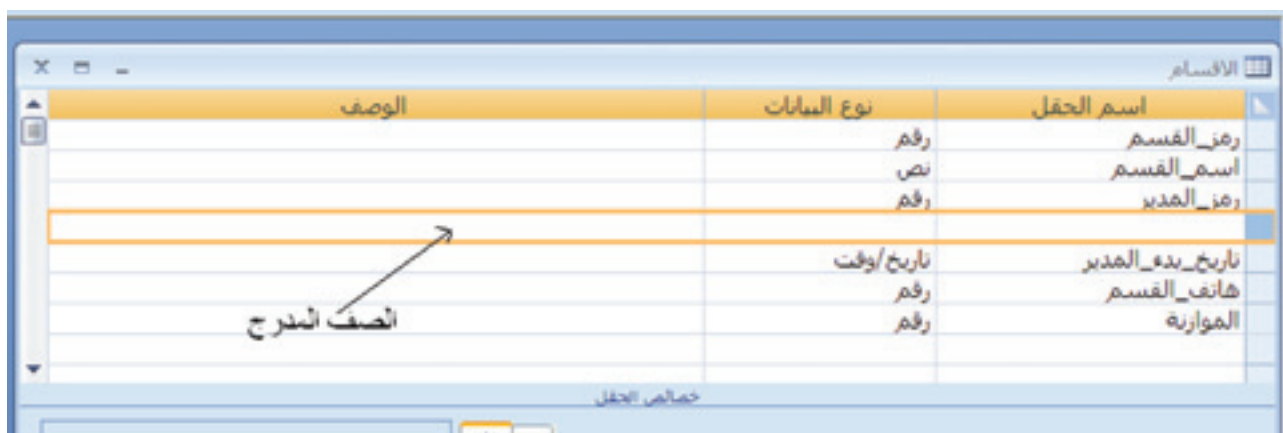 الاقسام
اسم الحقل نوع البيانات الوصف
رمز_القسم رقم
اسم_القسم نص
رمز_المدير رقم
تاريخ_بدء_المدير تاريخ/وقت
هاتف_القسم رقم
الموازنة رقم
الصف المدرج
خصائص الحقل